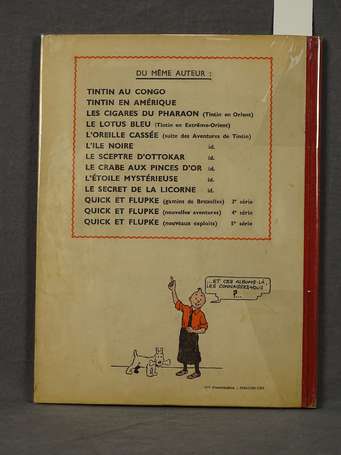 DU MÊME AUTEUR :
TINTIN AU CONGO
TINTIN EN AMÉRIQUE
LES CIGARES DU PHARAON (Tintin en Orient)
LE LOTUS BLEU (Tintin en Extrême-Orient)
L'OREILLE CASSÉE (suite des Aventures de Tintin)
L'ILE NOIRE id.
LE SCEPTRE D'OTTOKAR id.
LE CRABE AUX PINCES D'OR id.
L'ÉTOILE MYSTÉRIEUSE id.
LE SECRET DE LA LICORNE id.
QUICK ET FLUPKE (gamins de Bruxelles) 3e série
QUICK ET FLUPKE (nouvelles aventures) 4e série
QUICK ET FLUPKE (nouveaux exploits) 5e série
...ET CES ALBUMS-LÀ,
LES CONNAISSEZ-VOUS
?...